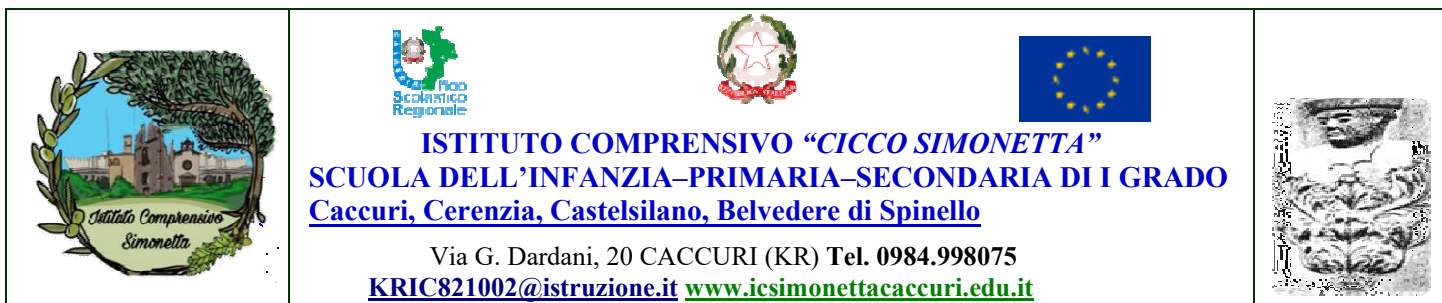 Istituto Comprensivo
Simonetta
Scolastico
Regionale
ISTITUTO COMPRENSIVO “CICCO SIMONETTA”
SCUOLA DELL’INFANZIA–PRIMARIA–SECONDARIA DI I GRADO
Caccuri, Cerenzia, Castelsilano, Belvedere di Spinello
Via G. Dardani, 20 CACCURI (KR) Tel. 0984.998075
KRIC821002@istruzione.it www.icsimonettacaccuri.edu.it